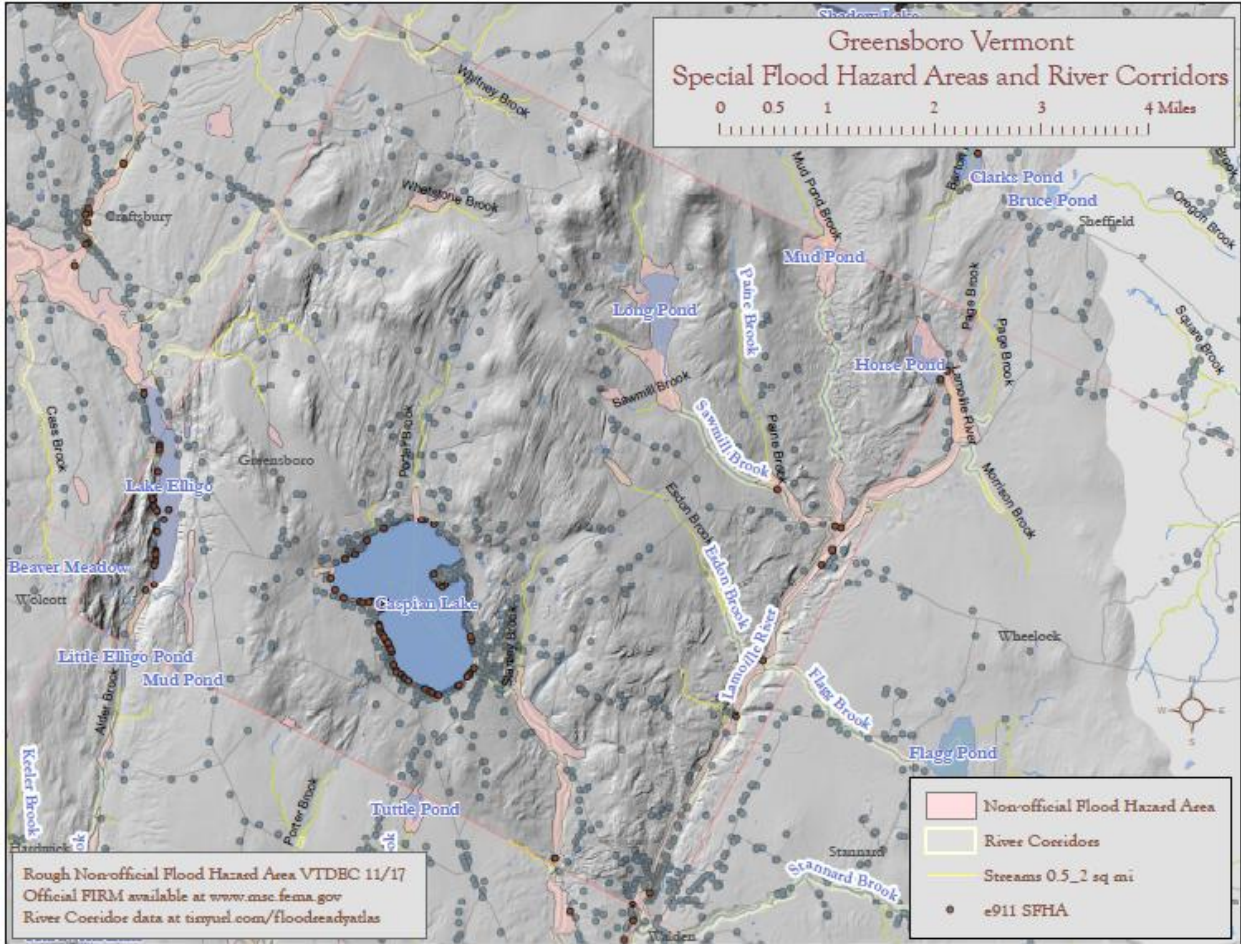 Shadow Lake
Greensboro Vermont
Special Flood Hazard Areas and River Corridors
0 0.5 1 2 3 4 Miles
Whitney Brook
Mud Pond Brook
Clarks Pond
Bruce Pond
Sheffield
Oregon Brook
Brook
Whetstone Brook
Craftsbury
Mud Pond
Paine Brook
Long Pond
Page Brook
Page Brook
Square Brook
Horse Pond
Sawmill Brook
Lamoille River
Cass Brook
Porter Brook
Sawmill Brook
Paine Brook
Greensboro
Lake Elligo
Morrison Brook
Esdon Brook
Esdon Brook
Beaver Meadow
Wolcott
Caspian Lake
Stanley Brook
Lamoille River
Wheelock
Little Elligo Pond
Mud Pond
Alder Brook
Flagg Brook
W N E S
Flagg Pond
Keeler Brook
Porter Brook
Tuttle Pond
Hardwick
Stannard
Stannard Brook
Walden
Non-official Flood Hazard Area
River Corridors
Streams 0.5_2 sq mi
e911 SFHA
Rough Non-official Flood Hazard Area VTDEC 11/17
Official FIRM available at www.msc.fema.gov
River Corridor data at tinyurl.com/floodreadyatlas